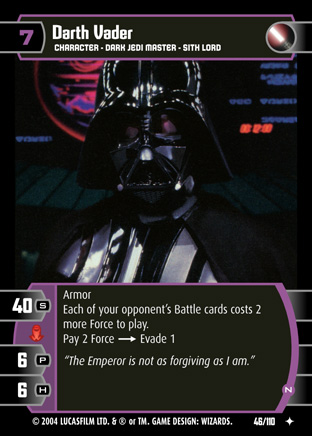 7
Darth Vader
CHARACTER - DARK JEDI MASTER - SITH LORD
40 S
Armor
Each of your opponent's Battle cards costs 2
more Force to play.
Pay 2 Force → Evade 1
6 P
"The Emperor is not as forgiving as I am."
6 H
N
© 2004 LUCASFILM LTD. & ® or TM. GAME DESIGN: WIZARDS. 46/110